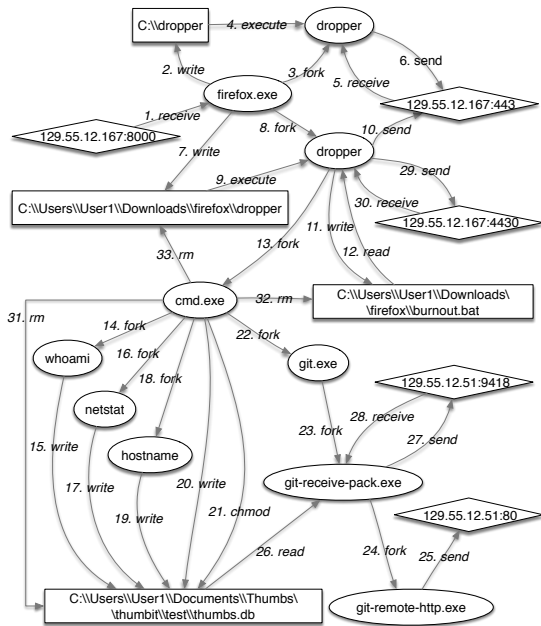 C:\\dropper
4. execute
dropper
2. write
3. fork
6. send
5. receive
firefox.exe
129.55.12.167:443
1. receive
129.55.12.167:8000
8. fork
10. send
7. write
dropper
9. execute
29. send
C:\\Users\\User1\\Downloads\\firefox\\dropper
30. receive
11. write
129.55.12.167:4430
13. fork
12. read
33. rm
cmd.exe
32. rm
C:\\Users\\User1\\Downloads\
\firefox\\burnout.bat
31. rm
14. fork
22. fork
16. fork
whoami
git.exe
18. fork
129.55.12.51:9418
netstat
28. receive
23. fork
27. send
15. write
hostname
17. write
20. write
git-receive-pack.exe
21. chmod
129.55.12.51:80
19. write
26. read
24. fork
25. send
C:\\Users\\User1\\Documents\\Thumbs\
\thumbit\\test\\thumbs.db
git-remote-http.exe